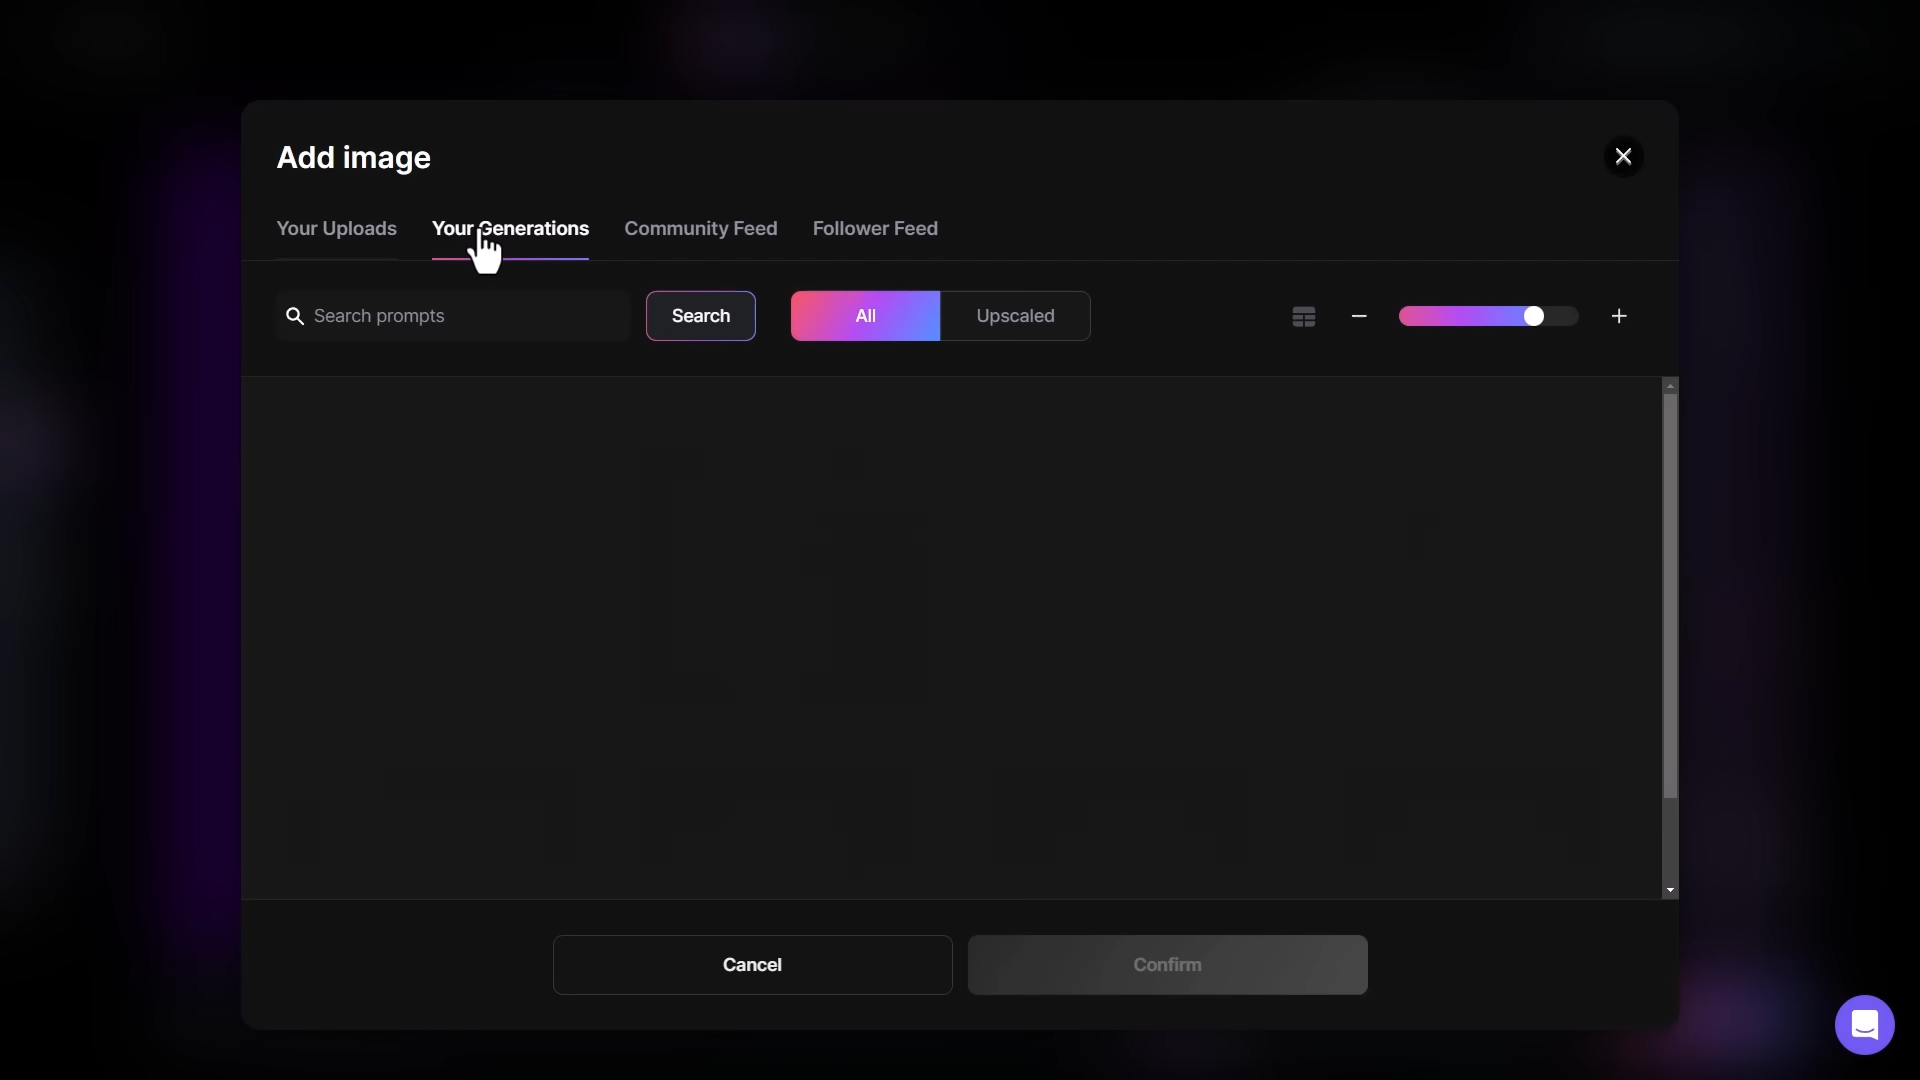 Add image
Your Uploads Your Generations Community Feed Follower Feed
Search prompts Search All Upscaled
Cancel Confirm